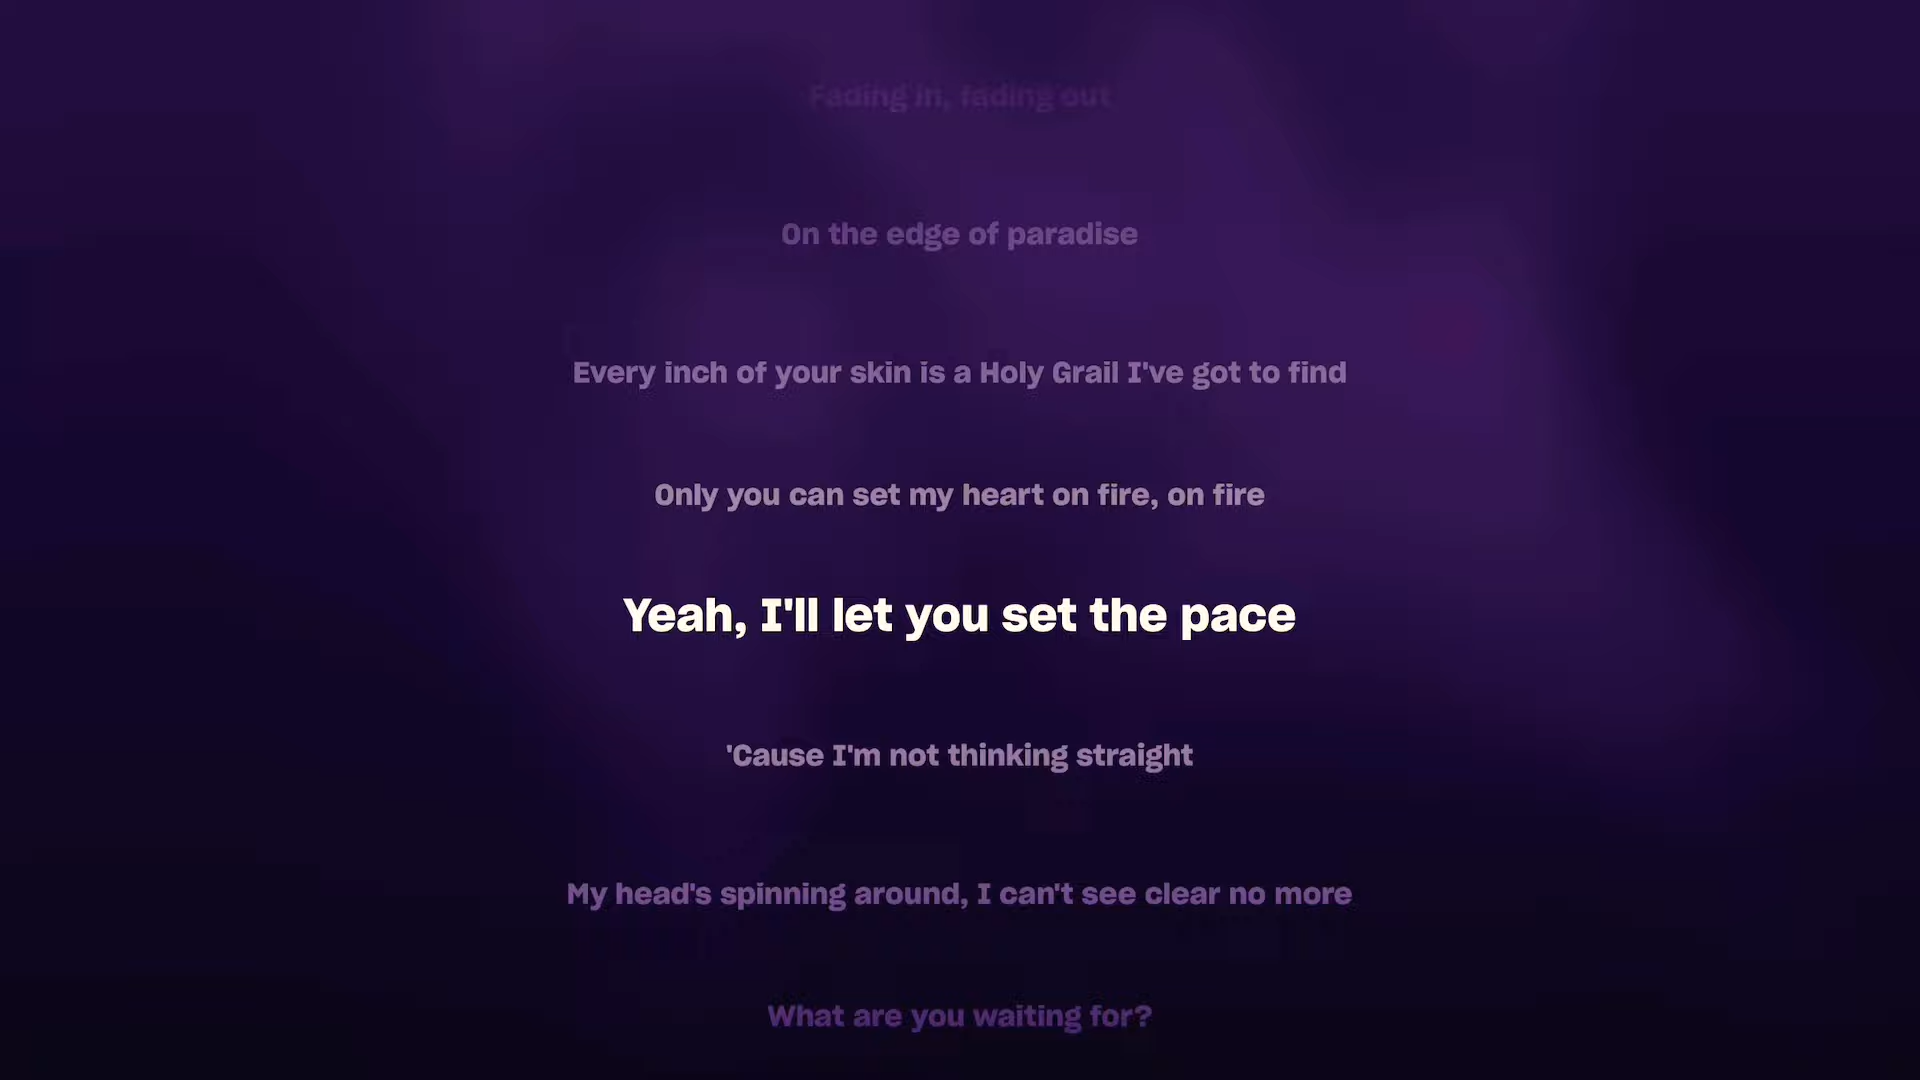 Fading in, fading out
On the edge of paradise
Every inch of your skin is a Holy Grail I've got to find
Only you can set my heart on fire, on fire
Yeah, I'll let you set the pace
'Cause I'm not thinking straight
My head's spinning around, I can't see clear no more
What are you waiting for?